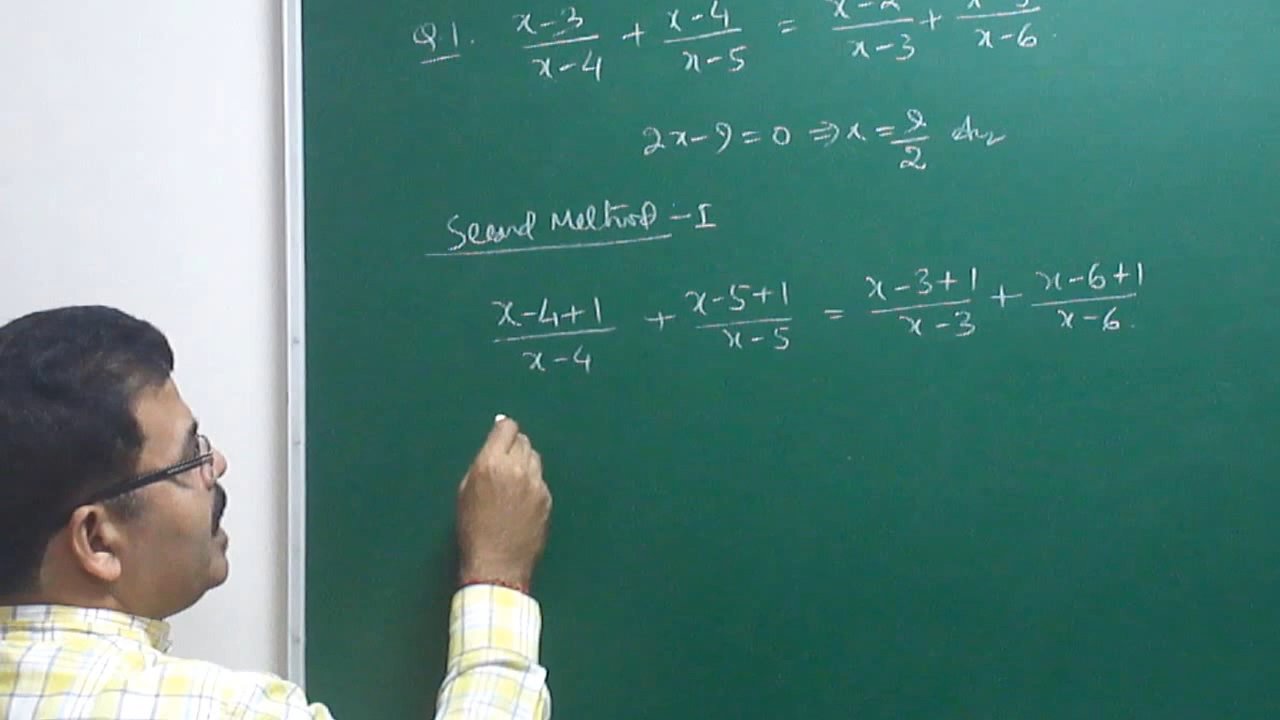 Q.1. x-3/x-4 + x-4/x-5 = x-2/x-3 + x-5/x-6.
2x-9=0 ⇒ x=9/2 Ans
Second Method - I
x-4+1/x-4 + x-5+1/x-5 = x-3+1/x-3 + x-6+1/x-6.